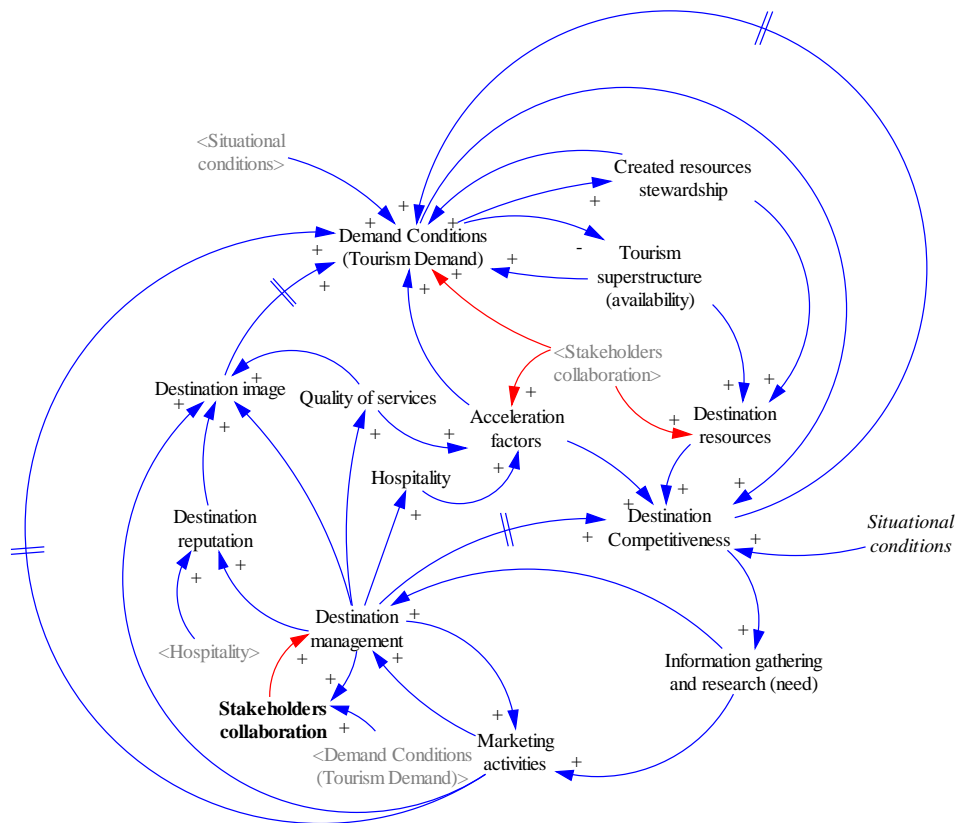 <Situational
conditions>
Created resources
stewardship
+
+
+
+
+
Demand Conditions
(Tourism Demand)
+
-
Tourism
superstructure
(availability)
+
+
+
+
<Stakeholders
collaboration>
Destination image
+
+
+
Quality of services
+
+
+
Acceleration
factors
+
+
+
Destination
resources
+
Hospitality
+
+
Destination
reputation
+
+
+
+
+
+
Destination
Competitiveness
+
Situational
conditions
<Hospitality>
Destination
management
+
+
+
+
Information gathering
and research (need)
+
Stakeholders
collaboration
+
<Demand Conditions
(Tourism Demand)>
+
Marketing
activities
+